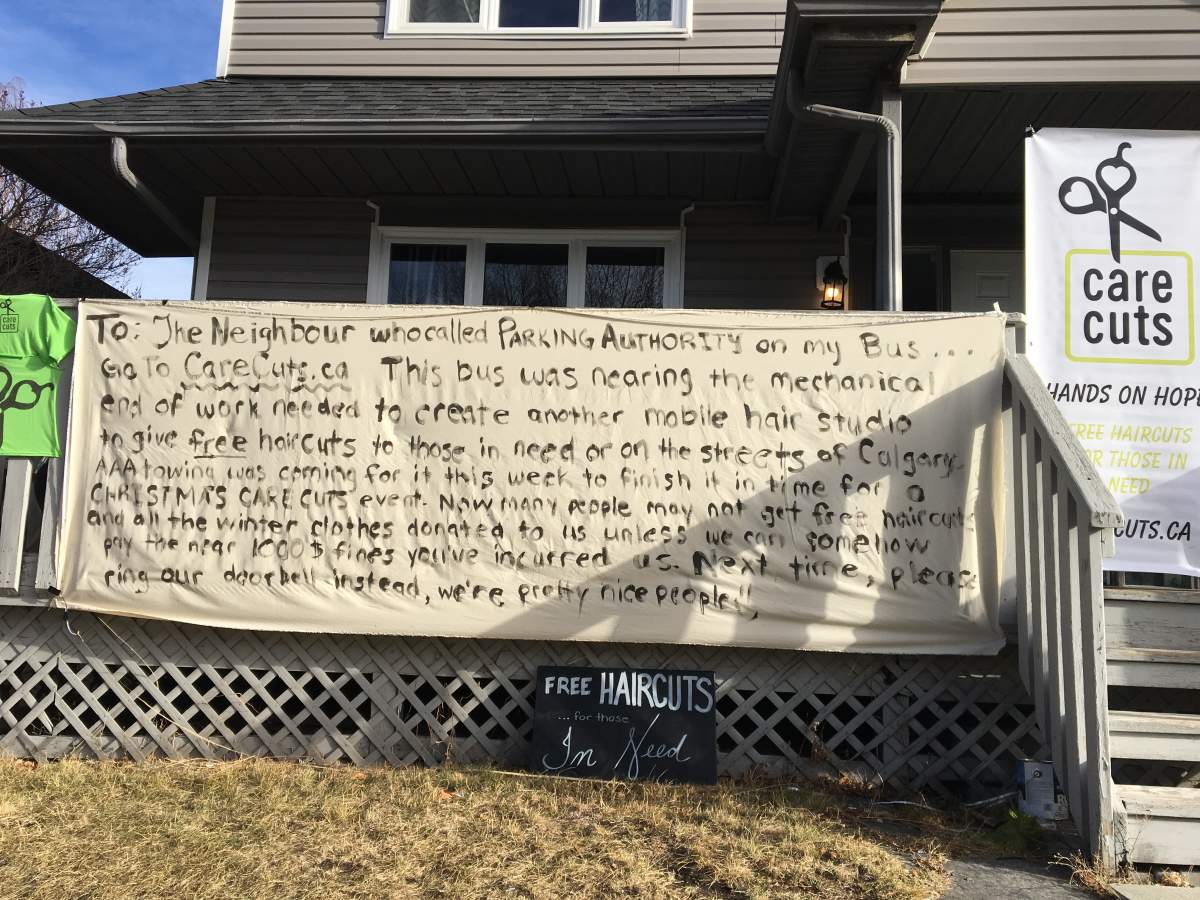 To: The Neighbour who called PARKING AUTHORITY on my Bus...
Go To CareCuts.ca This bus was nearing the mechanical
end of work needed to create another mobile hair studio
to give free haircuts to those in need or on the streets of Calgary.
AAA towing was coming for it this week to finish it in time for a
CHRISTMAS CARE CUTS event. Now many people may not get free haircuts
and all the winter clothes donated to us unless we can somehow
pay the near 1000$ fines you've incurred us. Next time, please
ring our doorbell instead, we're pretty nice people!!
care
cuts
care
cuts
HANDS ON HOPE
FREE HAIRCUTS
FOR THOSE IN
NEED
CUTS.CA
FREE HAIRCUTS
...for those
In Need